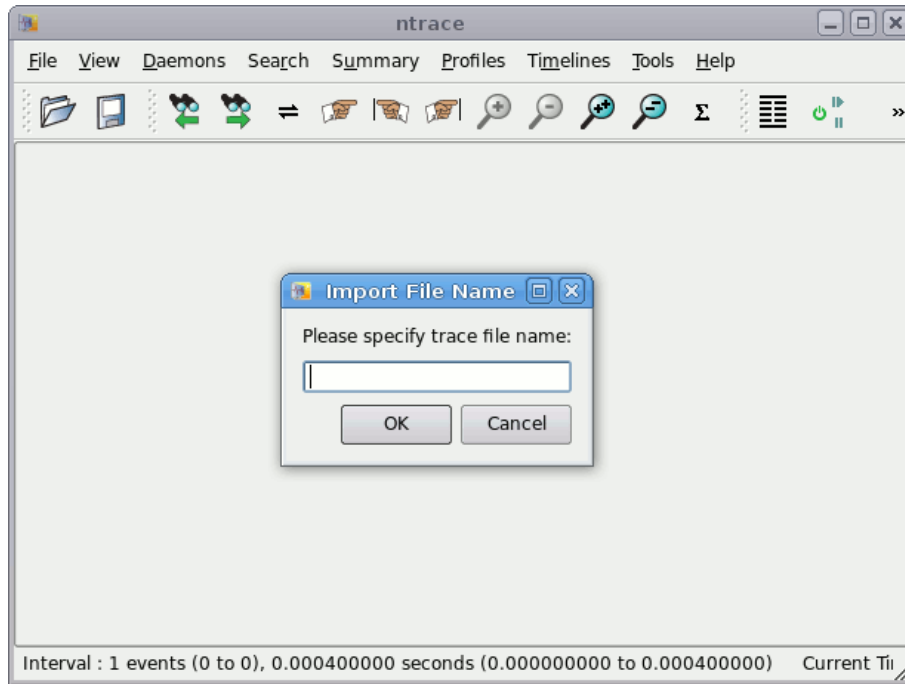 ntrace
File View Daemons Search Summary Profiles Timelines Tools Help
Σ »
Import File Name
Please specify trace file name:
OK Cancel
Interval : 1 events (0 to 0), 0.000400000 seconds (0.000000000 to 0.000400000) Current